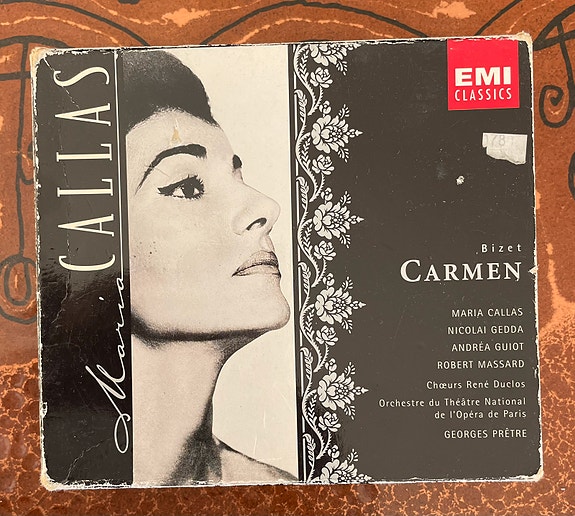 Maria CALLAS
EMI
CLASSICS
Bizet
CARMEN
MARIA CALLAS
NICOLAI GEDDA
ANDRÉA GUIOT
ROBERT MASSARD
Chœurs René Duclos
Orchestre du Théâtre National
de l'Opéra de Paris
GEORGES PRÊTRE